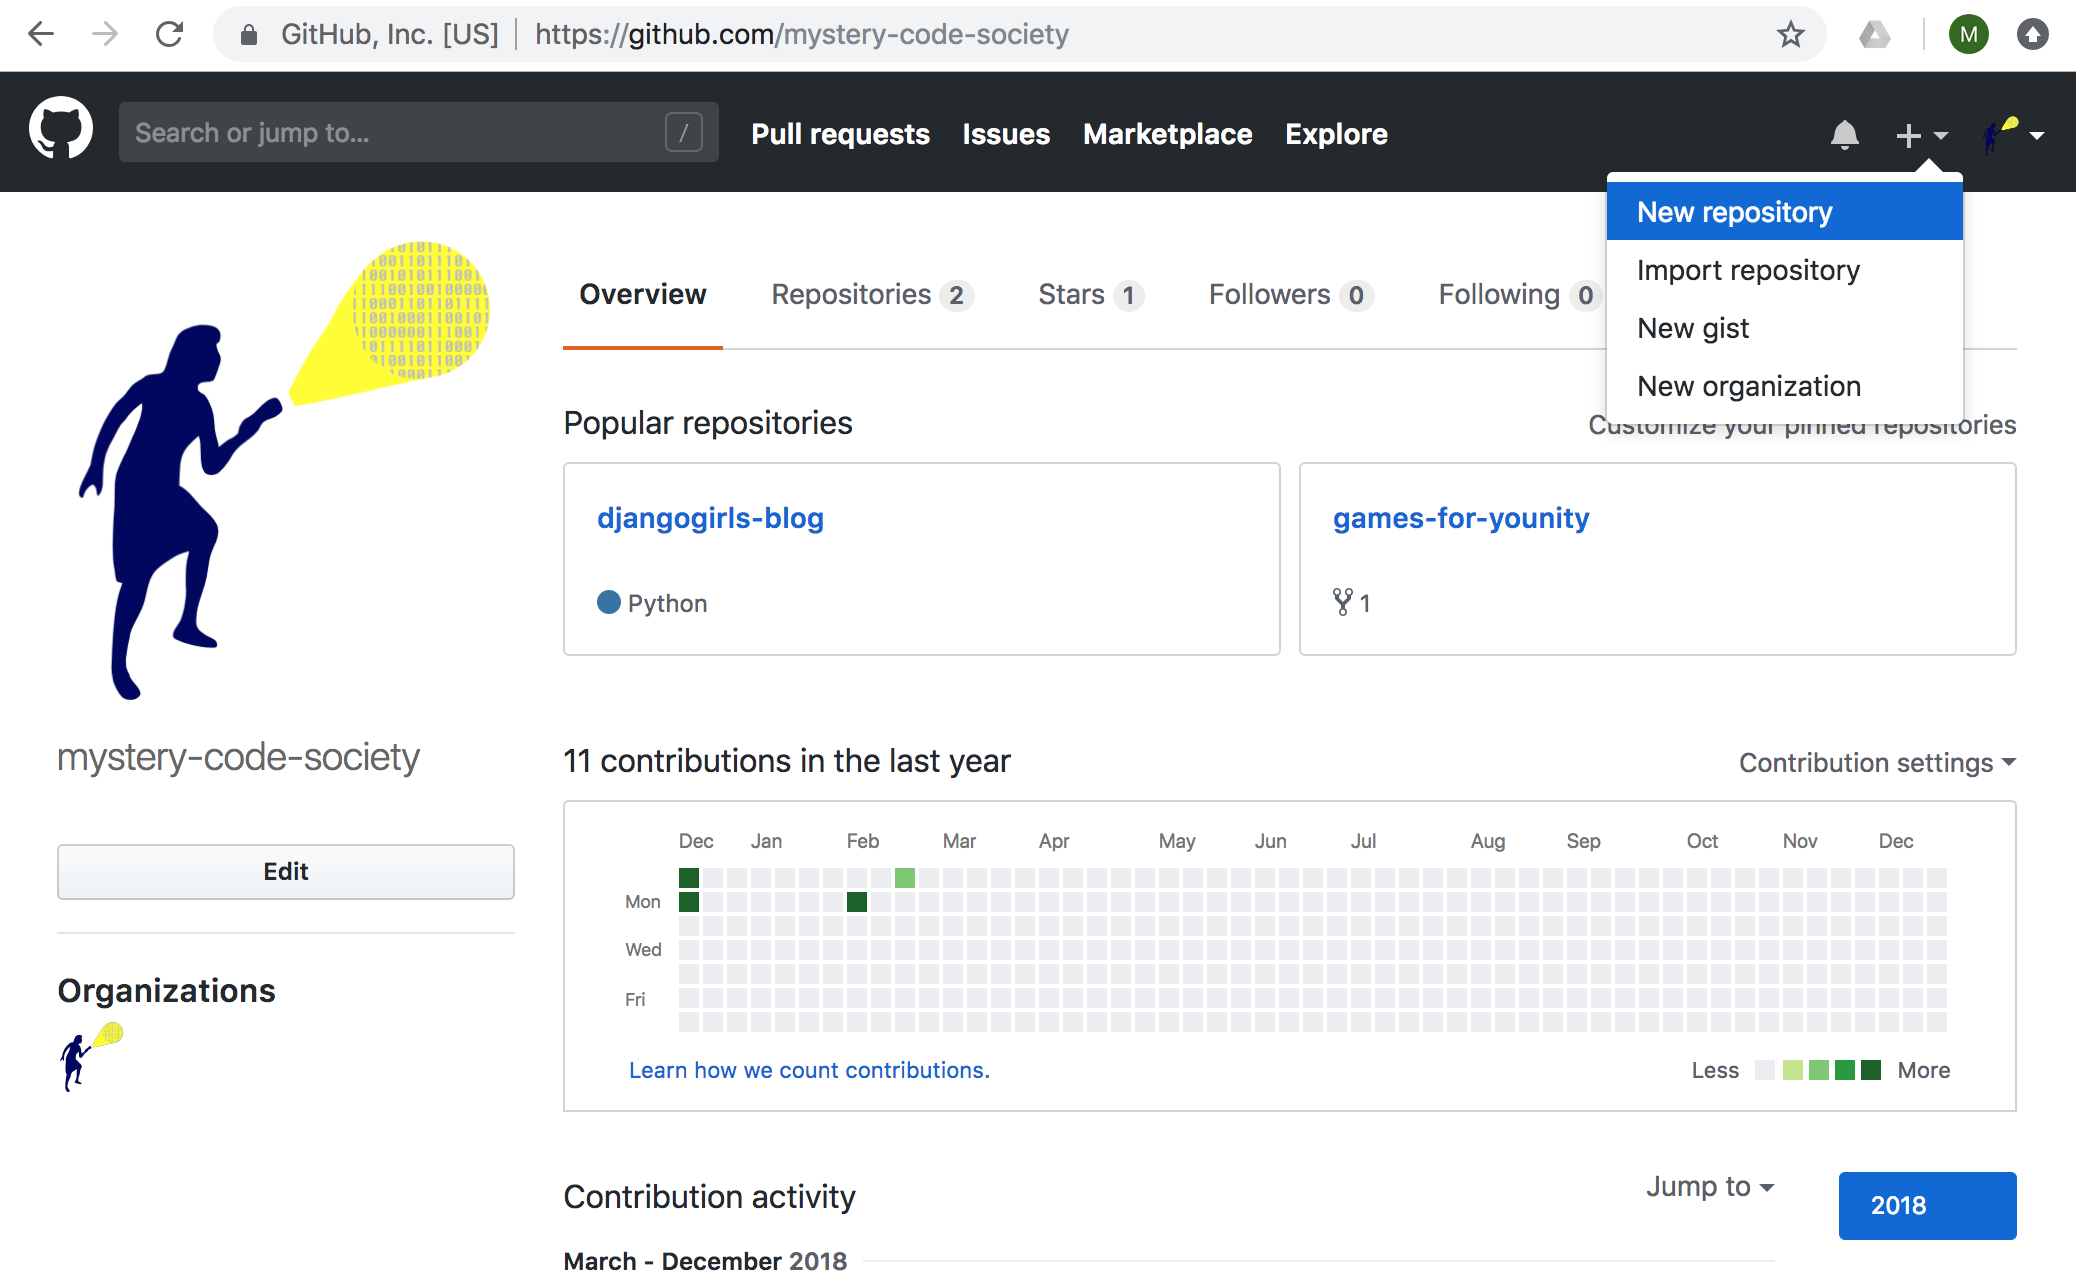 GitHub, Inc. [US] https://github.com/mystery-code-society
M
Search or jump to... /
Pull requests Issues Marketplace Explore
New repository
Import repository
New gist
New organization
Overview Repositories 2 Stars 1 Followers 0 Following 0
Popular repositories
Customize your pinned repositories
djangogirls-blog
Python
games-for-younity
1
mystery-code-society
Edit
Organizations
11 contributions in the last year
Contribution settings
Dec Jan Feb Mar Apr May Jun Jul Aug Sep Oct Nov Dec
Mon
Wed
Fri
Learn how we count contributions.
Less More
Contribution activity
Jump to
2018
March - December 2018